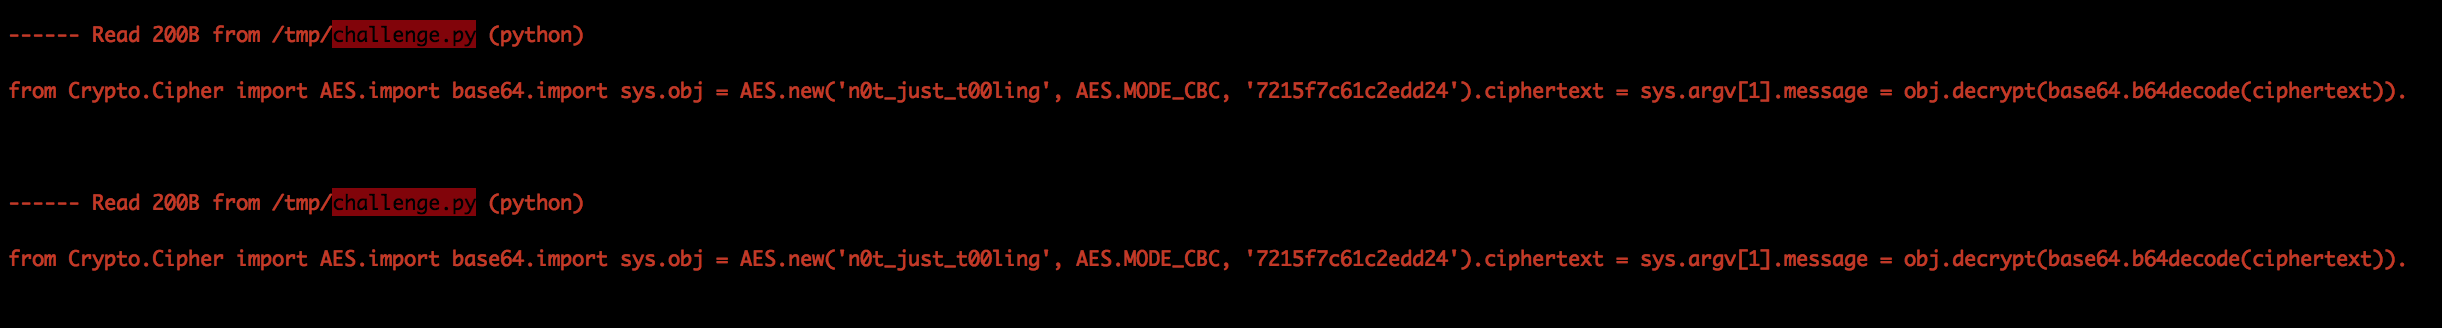 ------ Read 200B from /tmp/challenge.py (python)
from Crypto.Cipher import AES.import base64.import sys.obj = AES.new('n0t_just_t00ling', AES.MODE_CBC, '7215f7c61c2edd24').ciphertext = sys.argv[1].message = obj.decrypt(base64.b64decode(ciphertext)).
------ Read 200B from /tmp/challenge.py (python)
from Crypto.Cipher import AES.import base64.import sys.obj = AES.new('n0t_just_t00ling', AES.MODE_CBC, '7215f7c61c2edd24').ciphertext = sys.argv[1].message = obj.decrypt(base64.b64decode(ciphertext)).